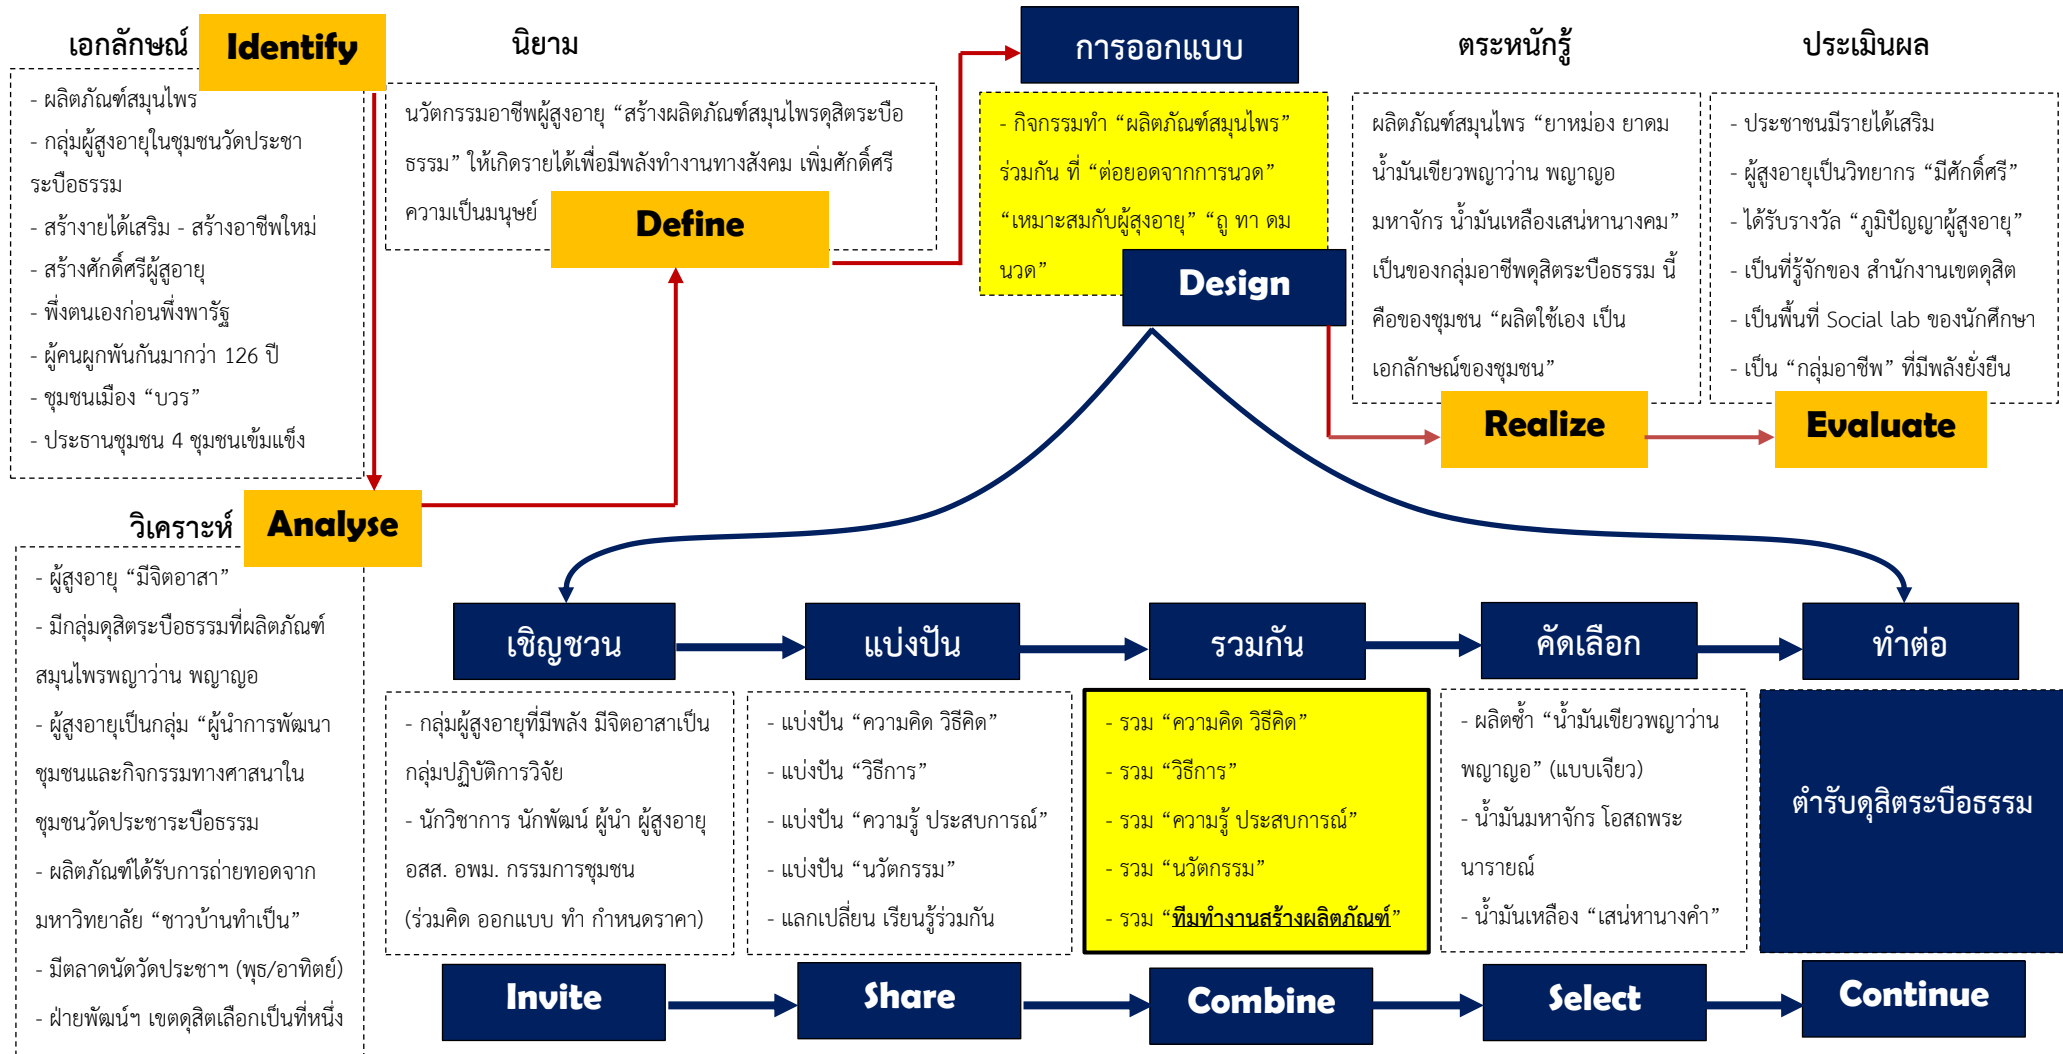 เอกลักษณ์
Identify
- ผลิตภัณฑ์สมุนไพร
- กลุ่มผู้สูงอายุในชุมชนวัดประชา
ระบือธรรม
- สร้างายได้เสริม - สร้างอาชีพใหม่
- สร้างศักดิ์ศรีผู้สูอายุ
- พึ่งตนเองก่อนพึ่งพารัฐ
- ผู้คนผูกพันกันมากว่า 126 ปี
- ชุมชนเมือง “บวร”
- ประธานชุมชน 4 ชุมชนเข้มแข็ง
วิเคราะห์
Analyse
- ผู้สูงอายุ “มีจิตอาสา”
- มีกลุ่มดุสิตระบือธรรมที่ผลิตภัณฑ์
สมุนไพรพญาว่าน พญาญอ
- ผู้สูงอายุเป็นกลุ่ม “ผู้นำการพัฒนา
ชุมชนและกิจกรรมทางศาสนาใน
ชุมชนวัดประชาระบือธรรม
- ผลิตภัณฑ์ได้รับการถ่ายทอดจาก
มหาวิทยาลัย “ชาวบ้านทำเป็น”
- มีตลาดนัดวัดประชาฯ (พุธ/อาทิตย์)
- ฝ่ายพัฒน์ฯ เขตดุสิตเลือกเป็นที่หนึ่ง
นิยาม
นวัตกรรมอาชีพผู้สูงอายุ “สร้างผลิตภัณฑ์สมุนไพรดุสิตระบือ
ธรรม” ให้เกิดรายได้เพื่อมีพลังทำงานทางสังคม เพิ่มศักดิ์ศรี
ความเป็นมนุษย์
Define
การออกแบบ
- กิจกรรมทำ “ผลิตภัณฑ์สมุนไพร”
ร่วมกัน ที่ “ต่อยอดจากการนวด”
“เหมาะสมกับผู้สุงอายุ” “ถู ทา ดม
นวด”
Design
ตระหนักรู้
ผลิตภัณฑ์สมุนไพร “ยาหม่อง ยาดม
น้ำมันเขียวพญาว่าน พญาญอ
มหาจักร น้ำมันเหลืองเสน่หานางคม”
เป็นของกลุ่มอาชีพดุสิตระบือธรรม นี้
คือของชุมชน “ผลิตใช้เอง เป็น
เอกลักษณ์ของชุมชน”
Realize
ประเมินผล
- ประชาชนมีรายได้เสริม
- ผู้สูงอายุเป็นวิทยากร “มีศักดิ์ศรี”
- ได้รับรางวัล “ภูมิปัญญาผู้สูงอายุ”
- เป็นที่รู้จักของ สำนักงานเขตดุสิต
- เป็นพื้นที่ Social lab ของนักศึกษา
- เป็น “กลุ่มอาชีพ” ที่มีพลังยั่งยืน
Evaluate
เชิญชวน
แบ่งปัน
รวมกัน
คัดเลือก
ทำต่อ
- กลุ่มผู้สูงอายุที่มีพลัง มีจิตอาสาเป็น
กลุ่มปฏิบัติการวิจัย
- นักวิชาการ นักพัฒน์ ผู้นำ ผู้สูงอายุ
อสส. อพม. กรรมการชุมชน
(ร่วมคิด ออกแบบ ทำ กำหนดราคา)
- แบ่งปัน “ความคิด วิธีคิด”
- แบ่งปัน “วิธีการ”
- แบ่งปัน “ความรู้ ประสบการณ์”
- แบ่งปัน “นวัตกรรม”
- แลกเปลี่ยน เรียนรู้ร่วมกัน
- รวม “ความคิด วิธีคิด”
- รวม “วิธีการ”
- รวม “ความรู้ ประสบการณ์”
- รวม “นวัตกรรม”
- รวม “ทีมทำงานสร้างผลิตภัณฑ์”
- ผลิตซ้ำ “น้ำมันเขียวพญาว่าน
พญาญอ” (แบบเจียว)
- น้ำมันมหาจักร โอสถพระ
นารายณ์
- น้ำมันเหลือง “เสน่หานางคำ”
ตำรับดุสิตระบือธรรม
Invite
Share
Combine
Select
Continue